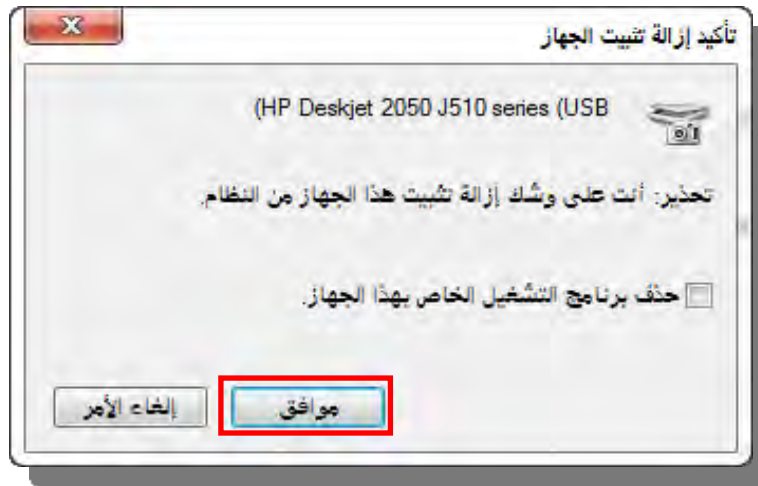 تأكيد إزالة تثبيت الجهاز
(HP Deskjet 2050 J510 series (USB
تحذير: أنت على وشك إزالة تثبيت هذا الجهاز من النظام.
حذف برنامج التشغيل الخاص بهذا الجهاز.
موافق
إلغاء الأمر